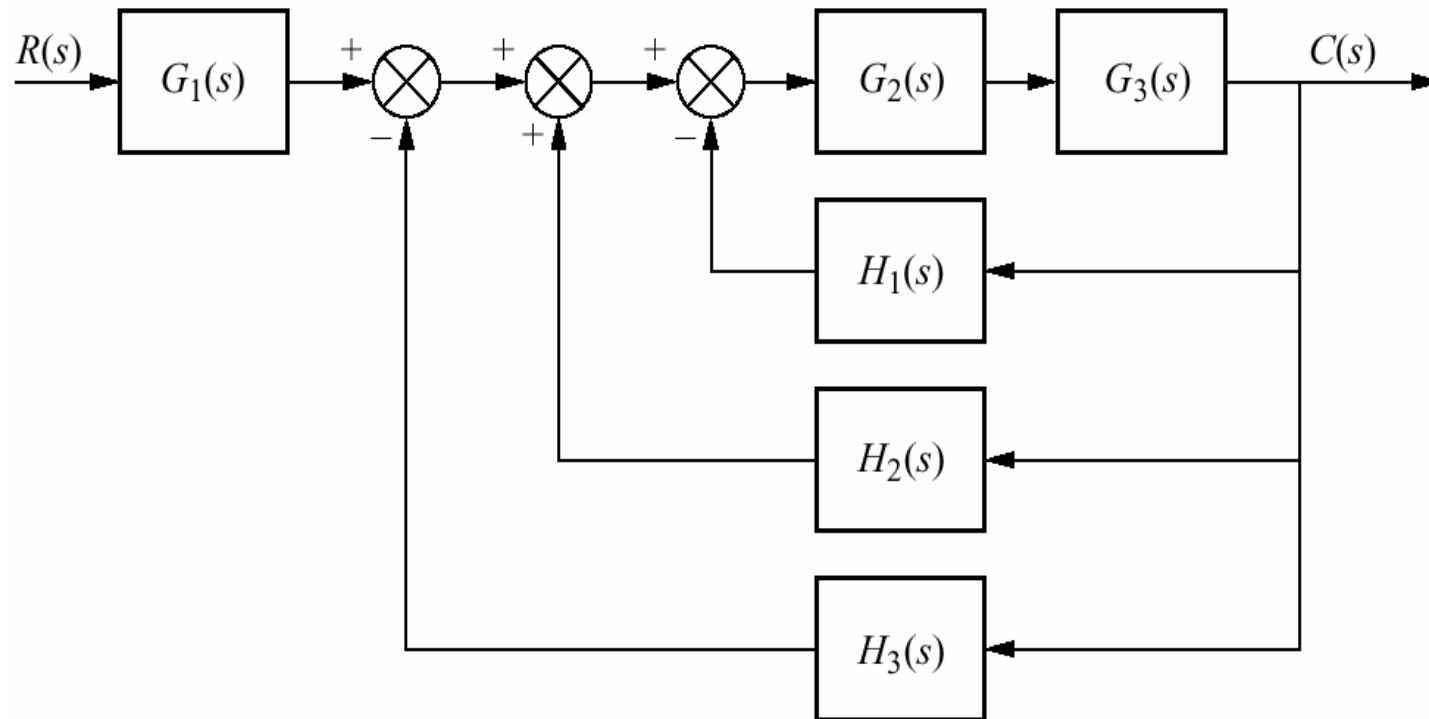 R(s)
G₁(s)
+
−
+
+
+
−
G₂(s)
G₃(s)
C(s)
H₁(s)
H₂(s)
H₃(s)